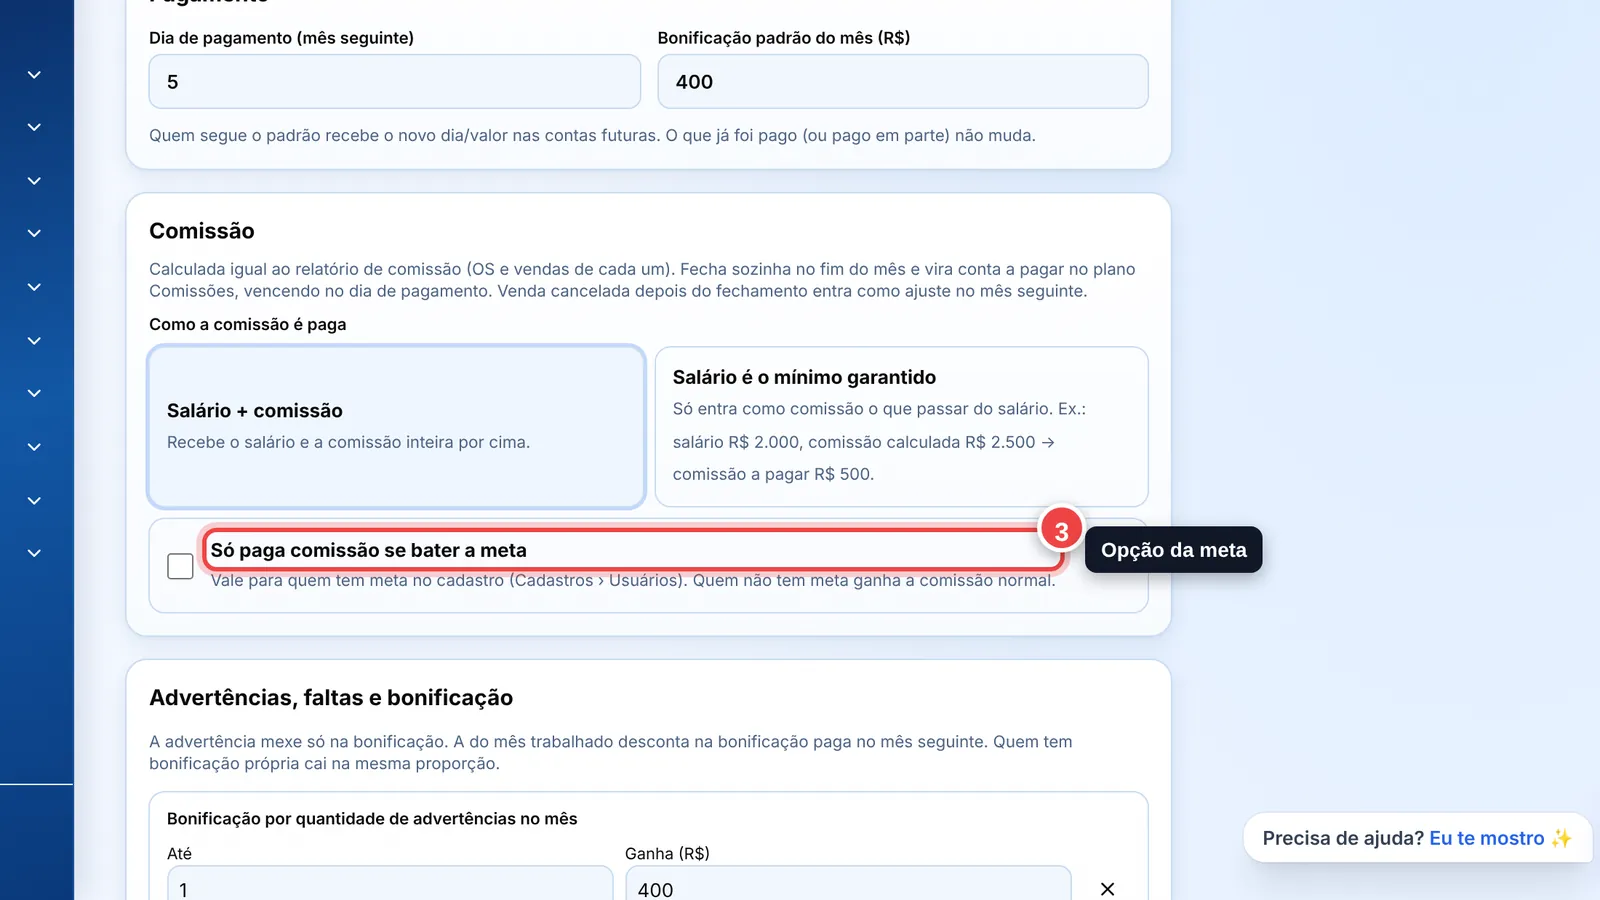 Pagamento
Dia de pagamento (mês seguinte)
Bonificação padrão do mês (R$)
5
400
Quem segue o padrão recebe o novo dia/valor nas contas futuras. O que já foi pago (ou pago em parte) não muda.
Comissão
Calculada igual ao relatório de comissão (OS e vendas de cada um). Fecha sozinha no fim do mês e vira conta a pagar no plano
Comissões, vencendo no dia de pagamento. Venda cancelada depois do fechamento entra como ajuste no mês seguinte.
Como a comissão é paga
Salário + comissão
Recebe o salário e a comissão inteira por cima.
Salário é o mínimo garantido
Só entra como comissão o que passar do salário. Ex.:
salário R$ 2.000, comissão calculada R$ 2.500 →
comissão a pagar R$ 500.
Só paga comissão se bater a meta
3
Opção da meta
Vale para quem tem meta no cadastro (Cadastros › Usuários). Quem não tem meta ganha a comissão normal.
Advertências, faltas e bonificação
A advertência mexe só na bonificação. A do mês trabalhado desconta na bonificação paga no mês seguinte. Quem tem
bonificação própria cai na mesma proporção.
Bonificação por quantidade de advertências no mês
Até
Ganha (R$)
1
400
Precisa de ajuda? Eu te mostro ✨